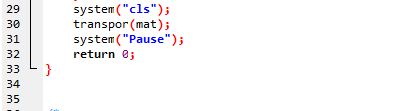 29 system("cls");
30 transpor(mat);
31 system("Pause");
32 return 0;
33 }
34
35